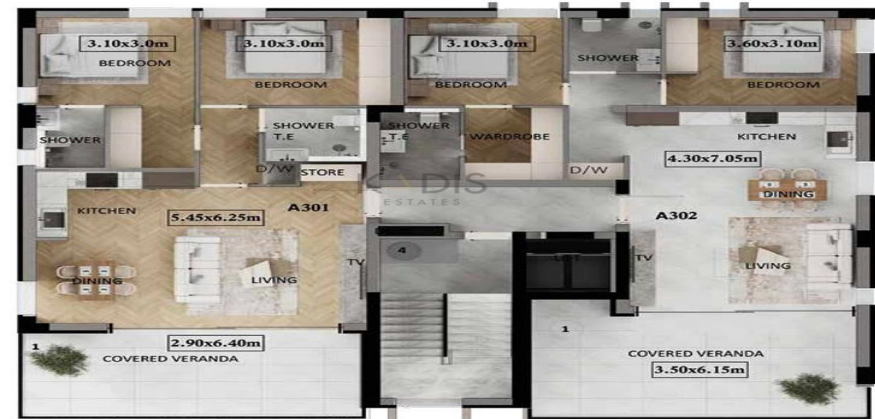 3.10x3.0m
BEDROOM
3.10x3.0m
BEDROOM
3.10x3.0m
BEDROOM
SHOWER
3.60x3.10m
BEDROOM
SHOWER
SHOWER
T.E
SHOWER
T.E
WARDROBE
KITCHEN
D/W
STORE
D/W
4.30x7.05m
KADIS
ESTATES
DINING
KITCHEN
5.45x6.25m
A301
A302
4
LIFT
DINING
LIVING
TV
TV
LIVING
2.90x6.40m
1
COVERED VERANDA
1
COVERED VERANDA
3.50x6.15m